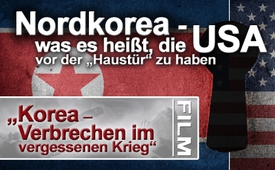 Nordkorea -
was es heißt, die USA
vor der „Haustür“ zu haben
„Korea –
Verbrechen im
vergessenen Krieg“
FILM